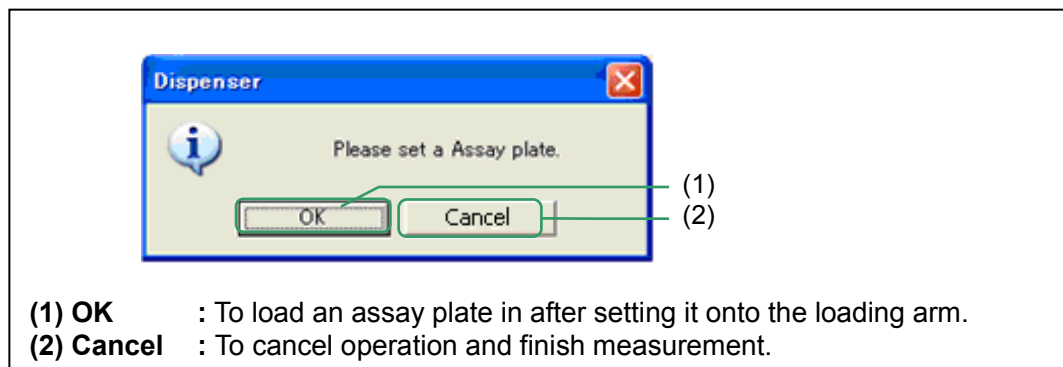 Dispenser
Please set a Assay plate.
OK Cancel
(1)
(2)
(1) OK : To load an assay plate in after setting it onto the loading arm.
(2) Cancel : To cancel operation and finish measurement.